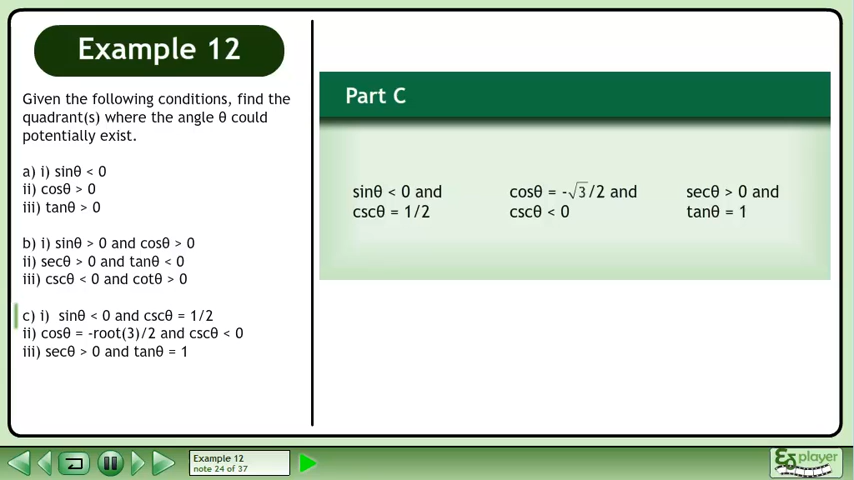 Example 12
Given the following conditions, find the
quadrant(s) where the angle θ could
potentially exist.
a) i) sinθ < 0
ii) cosθ > 0
iii) tanθ > 0
b) i) sinθ > 0 and cosθ > 0
ii) secθ > 0 and tanθ < 0
iii) cscθ < 0 and cotθ > 0
c) i)  sinθ < 0 and cscθ = 1/2
ii) cosθ = -root(3)/2 and cscθ < 0
iii) secθ > 0 and tanθ = 1
Part C
sinθ < 0 and
cscθ = 1/2
cosθ = -√3/2 and
cscθ < 0
secθ > 0 and
tanθ = 1
Example 12
note 24 of 37
player